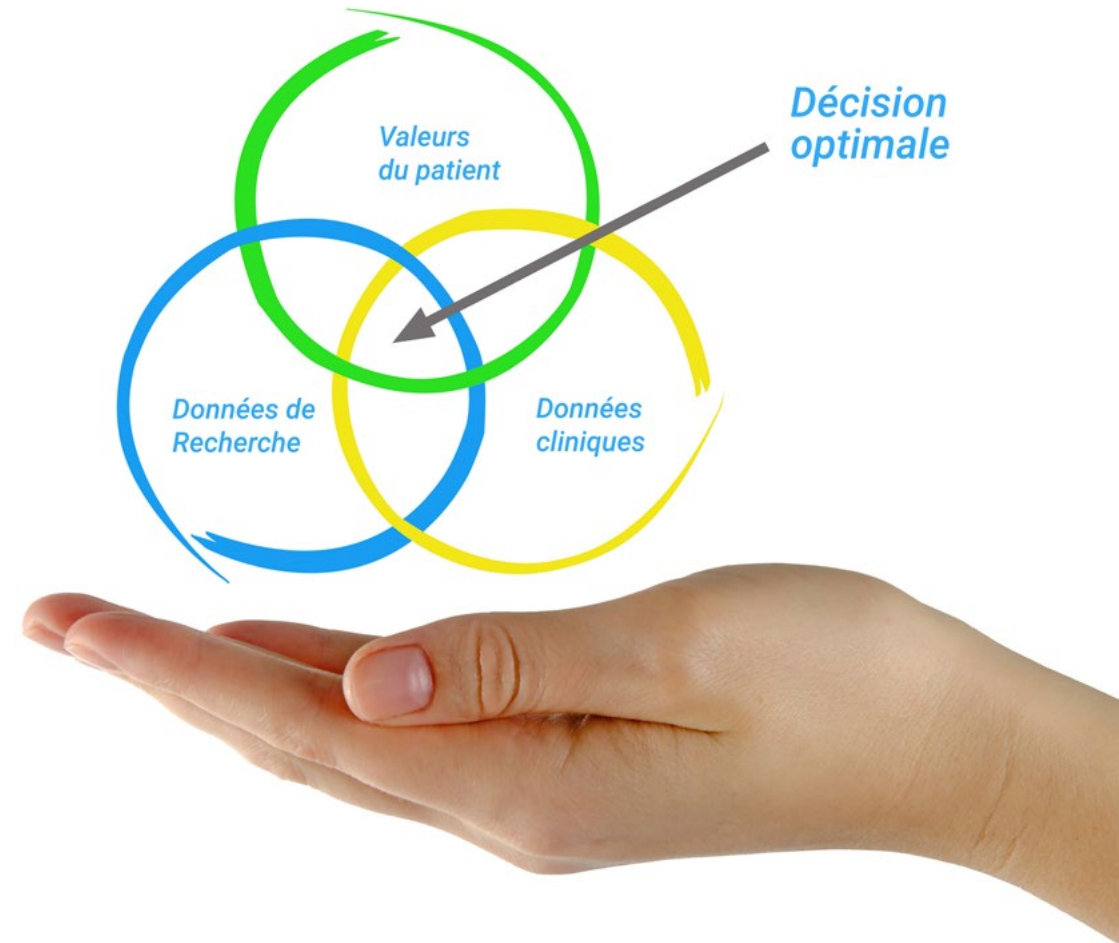 Valeurs
du patient
Décision
optimale
Données de
Recherche
Données
cliniques